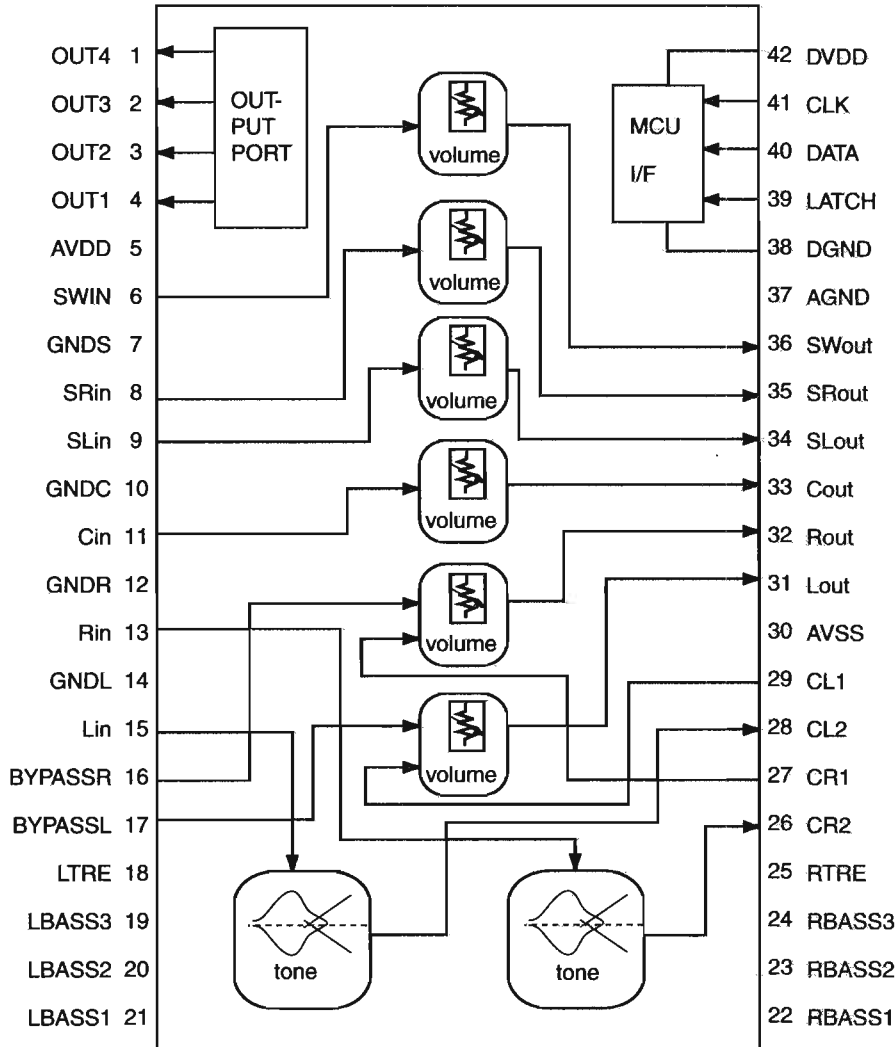 OUT4 1
OUT3 2
OUT2 3
OUT1 4
AVDD 5
SWIN 6
GNDS 7
SRin 8
SLin 9
GNDC 10
Cin 11
GNDR 12
Rin 13
GNDL 14
Lin 15
BYPASSR 16
BYPASSL 17
LTRE 18
LBASS3 19
LBASS2 20
LBASS1 21
OUT-
PUT
PORT
volume
volume
volume
volume
volume
volume
tone
tone
MCU
I/F
42 DVDD
41 CLK
40 DATA
39 LATCH
38 DGND
37 AGND
36 SWout
35 SRout
34 SLout
33 Cout
32 Rout
31 Lout
30 AVSS
29 CL1
28 CL2
27 CR1
26 CR2
25 RTRE
24 RBASS3
23 RBASS2
22 RBASS1